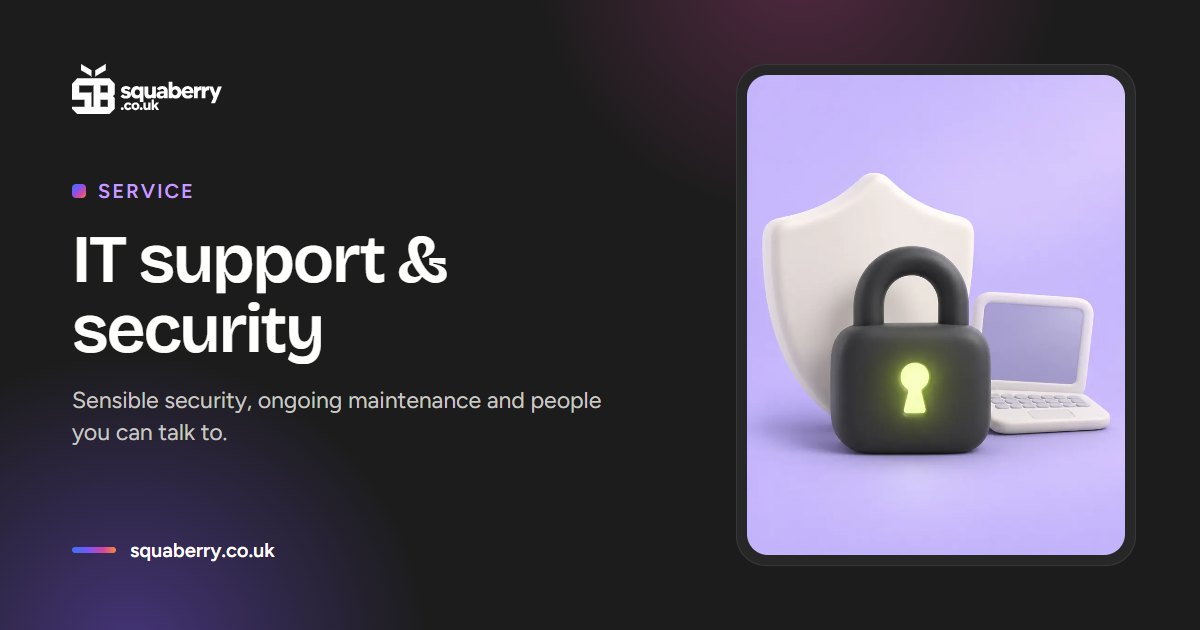 SB squaberry
.co.uk
SERVICE
IT support &
security
Sensible security, ongoing maintenance and people
you can talk to.
squaberry.co.uk